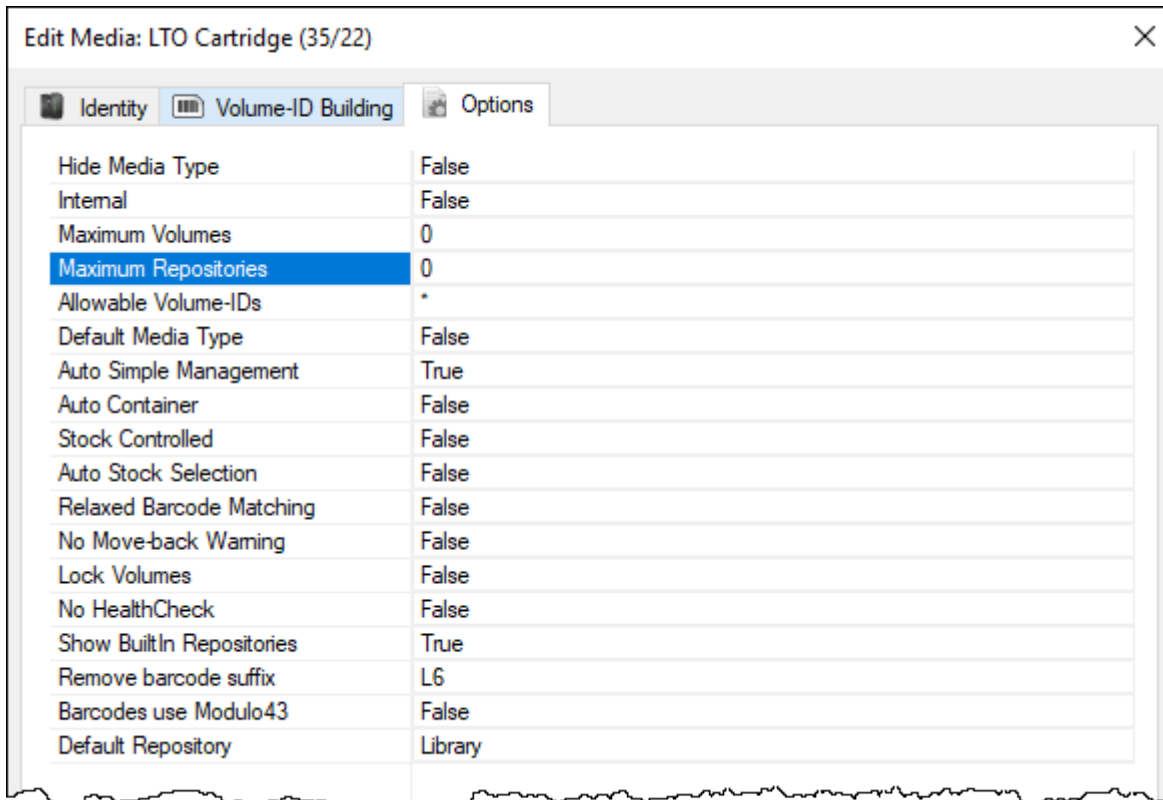 Edit Media: LTO Cartridge (35/22)
Identity Volume-ID Building Options
Hide Media Type False
Internal False
Maximum Volumes 0
Maximum Repositories 0
Allowable Volume-IDs *
Default Media Type False
Auto Simple Management True
Auto Container False
Stock Controlled False
Auto Stock Selection False
Relaxed Barcode Matching False
No Move-back Warning False
Lock Volumes False
No HealthCheck False
Show BuiltIn Repositories True
Remove barcode suffix L6
Barcodes use Modulo43 False
Default Repository Library